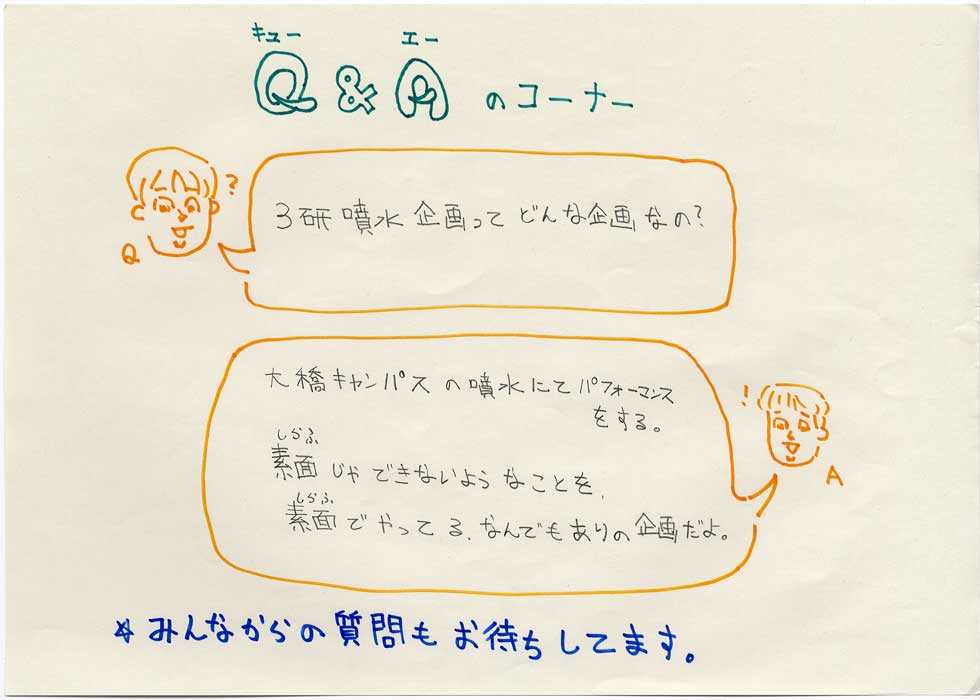 キュー エー
Q & A のコーナー
?
3研噴水企画ってどんな企画なの?
Q
大橋キャンパスの噴水にてパフォーマンス
をする。
!
しらふ
素面じゃできないようなことを、
A
しらふ
素面でやってる、なんでもありの企画だよ。
☆みんなからの質問もお待ちしてます。